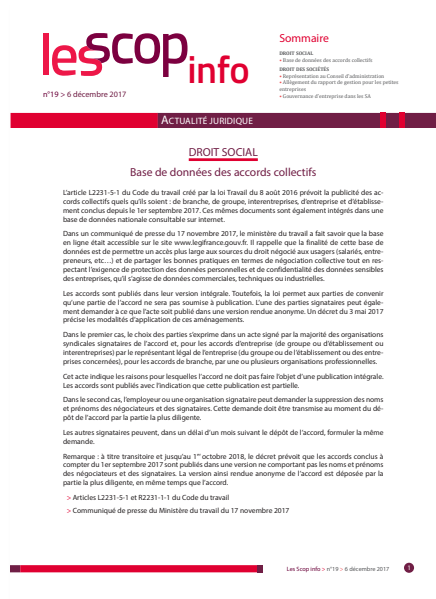 lesscop info
n°19 > 6 décembre 2017
Sommaire
DROIT SOCIAL
• Base de données des accords collectifs
DROIT DES SOCIÉTÉS
• Représentation au Conseil d'administration
• Allègement du rapport de gestion pour les petites
entreprises
• Gouvernance d'entreprise dans les SA
ACTUALITÉ JURIDIQUE
DROIT SOCIAL
Base de données des accords collectifs
L'article L2231-5-1 du Code du travail créé par la loi Travail du 8 août 2016 prévoit la publicité des ac-
cords collectifs quels qu'ils soient : de branche, de groupe, interentreprises, d'entreprise et d'établisse-
ment conclus depuis le 1er septembre 2017. Ces mêmes documents sont également intégrés dans une
base de données nationale consultable sur internet.
Dans un communiqué de presse du 17 novembre 2017, le ministère du travail a fait savoir que la base
en ligne était accessible sur le site www.legifrance.gouv.fr. Il rappelle que la finalité de cette base de
données est de permettre un accès plus large aux sources du droit négocié aux usagers (salariés, entre-
preneurs, etc…) et de partager les bonnes pratiques en termes de négociation collective tout en res-
pectant l'exigence de protection des données personnelles et de confidentialité des données sensibles
des entreprises, qu'il s'agisse de données commerciales, techniques ou industrielles.
Les accords sont publiés dans leur version intégrale. Toutefois, la loi permet aux parties de convenir
qu'une partie de l'accord ne sera pas soumise à publication. L'une des parties signataires peut égale-
ment demander à ce que l'acte soit publié dans une version rendue anonyme. Un décret du 3 mai 2017
précise les modalités d'application de ces aménagements.
Dans le premier cas, le choix des parties s'exprime dans un acte signé par la majorité des organisations
syndicales signataires de l'accord et, pour les accords d'entreprise (de groupe ou d'établissement ou
interentreprises) par le représentant légal de l'entreprise (du groupe ou de l'établissement ou des entre-
prises concernées), pour les accords de branche, par une ou plusieurs organisations professionnelles.
Cet acte indique les raisons pour lesquelles l'accord ne doit pas faire l'objet d'une publication intégrale.
Les accords sont publiés avec l'indication que cette publication est partielle.
Dans le second cas, l'employeur ou une organisation signataire peut demander la suppression des noms
et prénoms des négociateurs et des signataires. Cette demande doit être transmise au moment du dé-
pôt de l'accord par la partie la plus diligente.
Les autres signataires peuvent, dans un délai d'un mois suivant le dépôt de l'accord, formuler la même
demande.
Remarque : à titre transitoire et jusqu'au 1er octobre 2018, le décret prévoit que les accords conclus à
compter du 1er septembre 2017 sont publiés dans une version ne comportant pas les noms et prénoms
des négociateurs et des signataires. La version ainsi rendue anonyme de l'accord est déposée par la
partie la plus diligente, en même temps que l'accord.
> Articles L2231-5-1 et R2231-1-1 du Code du travail
> Communiqué de presse du Ministère du travail du 17 novembre 2017
Les Scop info > n°19 > 6 décembre 2017 1